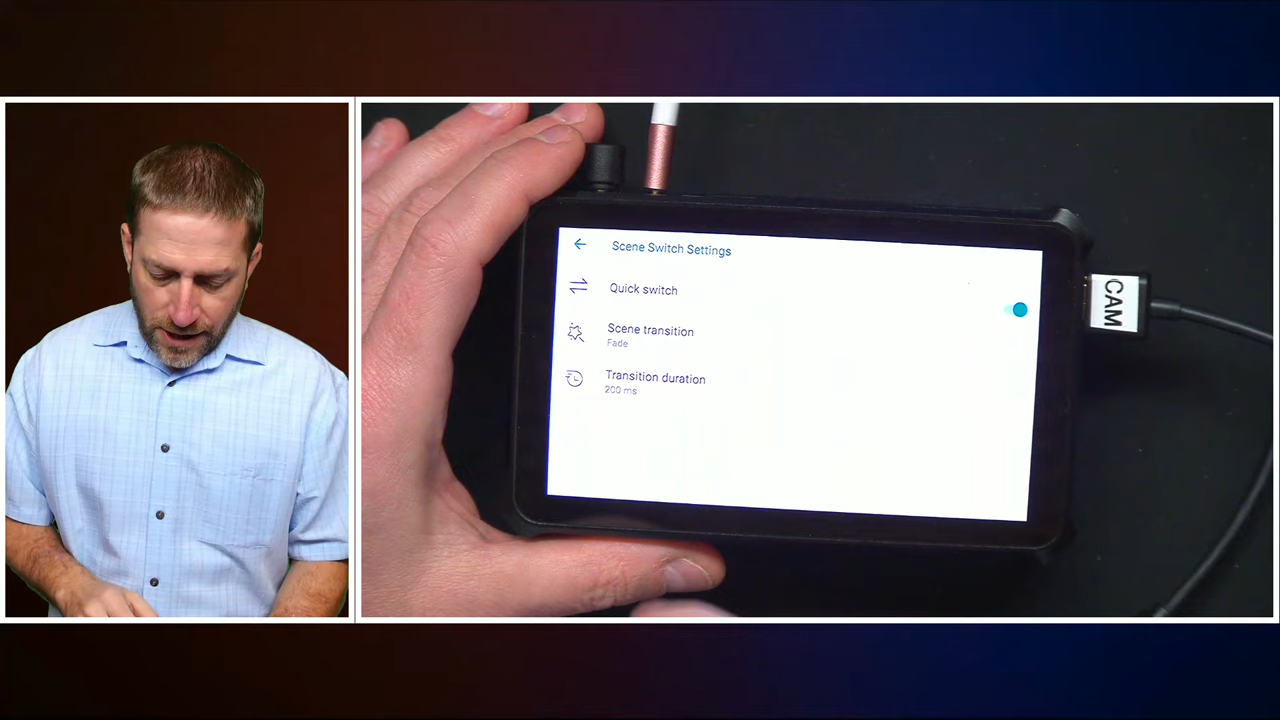 Scene Switch Settings
Quick switch
Scene transition
Fade
Transition duration
200 ms
CAM